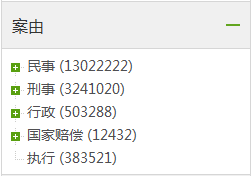 案由
民事 (13022222)
刑事 (3241020)
行政 (503288)
国家赔偿 (12432)
执行 (383521)